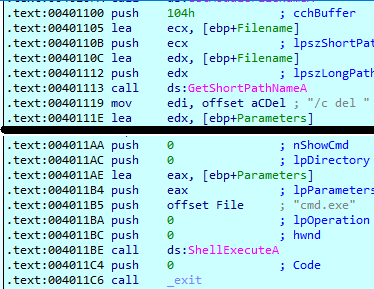 .text:00401100 push 104h ; cchBuffer
.text:00401105 lea ecx, [ebp+Filename]
.text:0040110B push ecx ; lpszShortPat
.text:0040110C lea edx, [ebp+Filename]
.text:00401112 push edx ; lpszLongPat
.text:00401113 call ds:GetShortPathNameA
.text:00401119 mov edi, offset aCDel ; "/c del "
.text:0040111E lea edx, [ebp+Parameters]
.text:004011AA push 0 ; nShowCmd
.text:004011AC push 0 ; lpDirectory
.text:004011AE lea eax, [ebp+Parameters]
.text:004011B4 push eax ; lpParameters
.text:004011B5 push offset File ; "cmd.exe"
.text:004011BA push 0 ; lpOperation
.text:004011BC push 0 ; hwnd
.text:004011BE call ds:ShellExecuteA
.text:004011C4 push 0 ; Code
.text:004011C6 call _exit